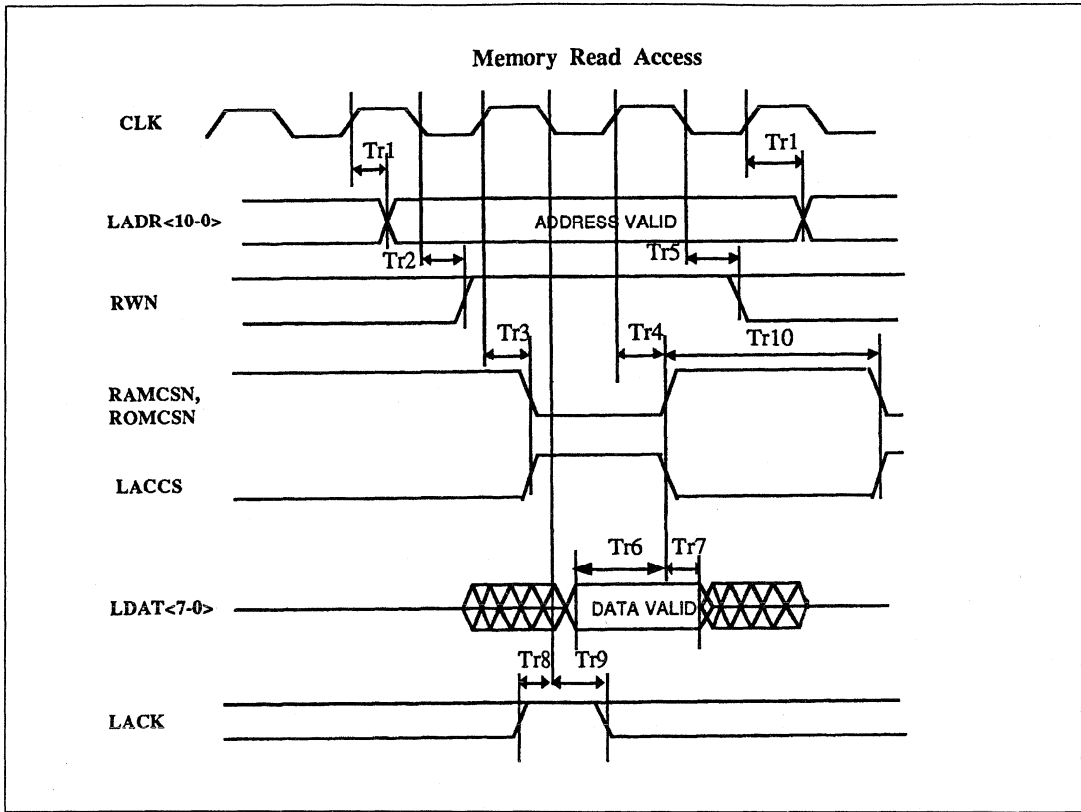 Memory Read Access
CLK
Tr1
Tr1
LADR<10-0>
ADDRESS VALID
Tr2
Tr5
RWN
Tr3
Tr4
Tr10
RAMCSN,
ROMCSN
LACCS
Tr6
Tr7
LDAT<7-0>
DATA VALID
Tr8
Tr9
LACK